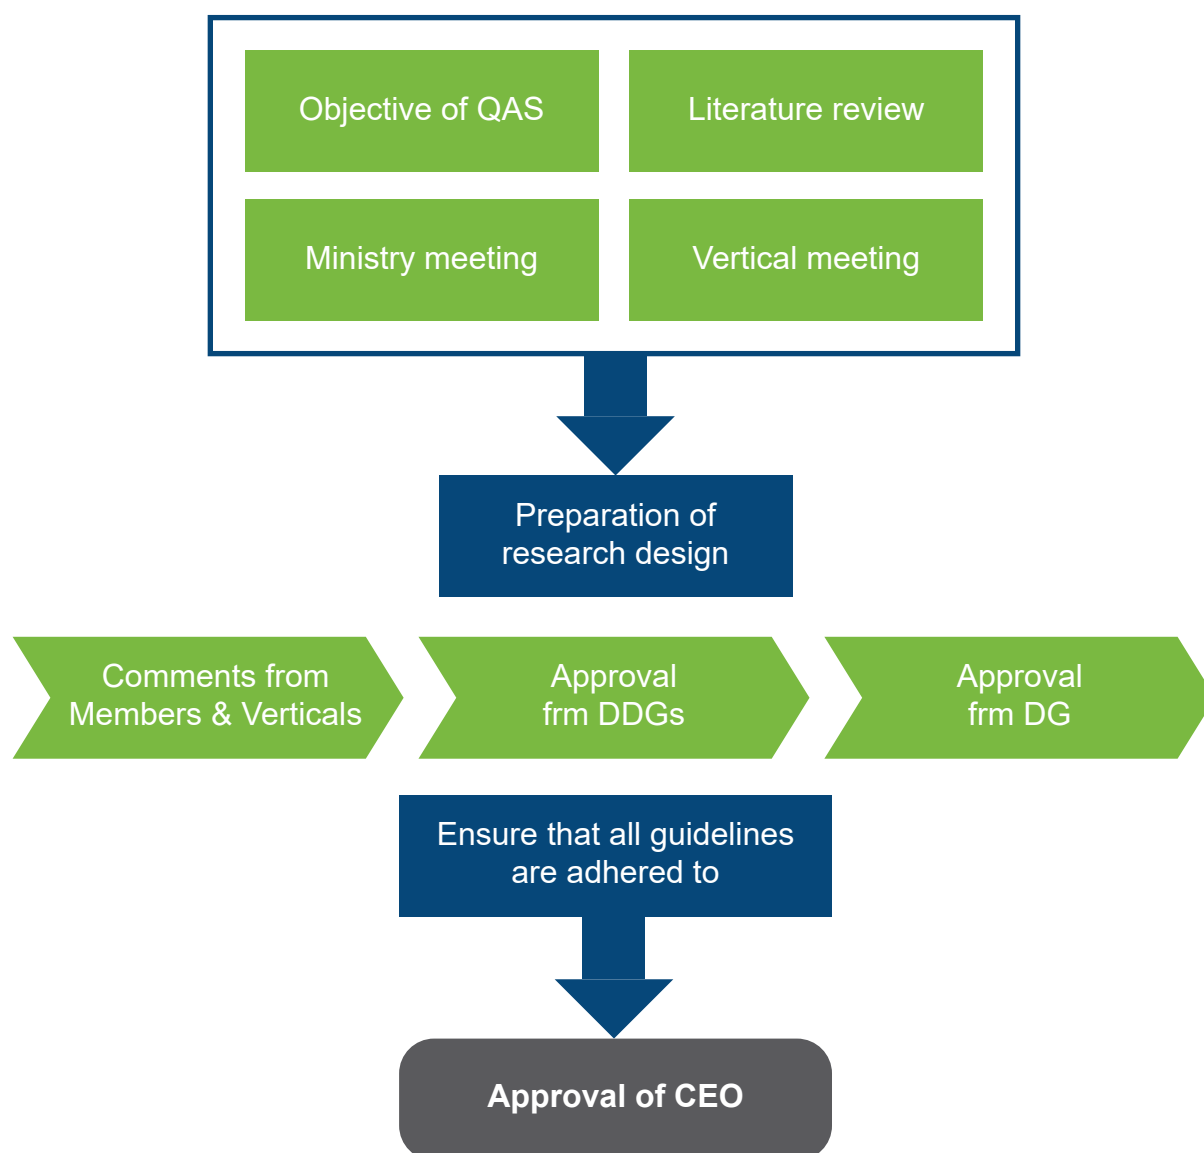 Objective of QAS
Literature review
Ministry meeting
Vertical meeting
Preparation of
research design
Comments from
Members & Verticals
Approval
frm DDGs
Approval
frm DG
Ensure that all guidelines
are adhered to
Approval of CEO